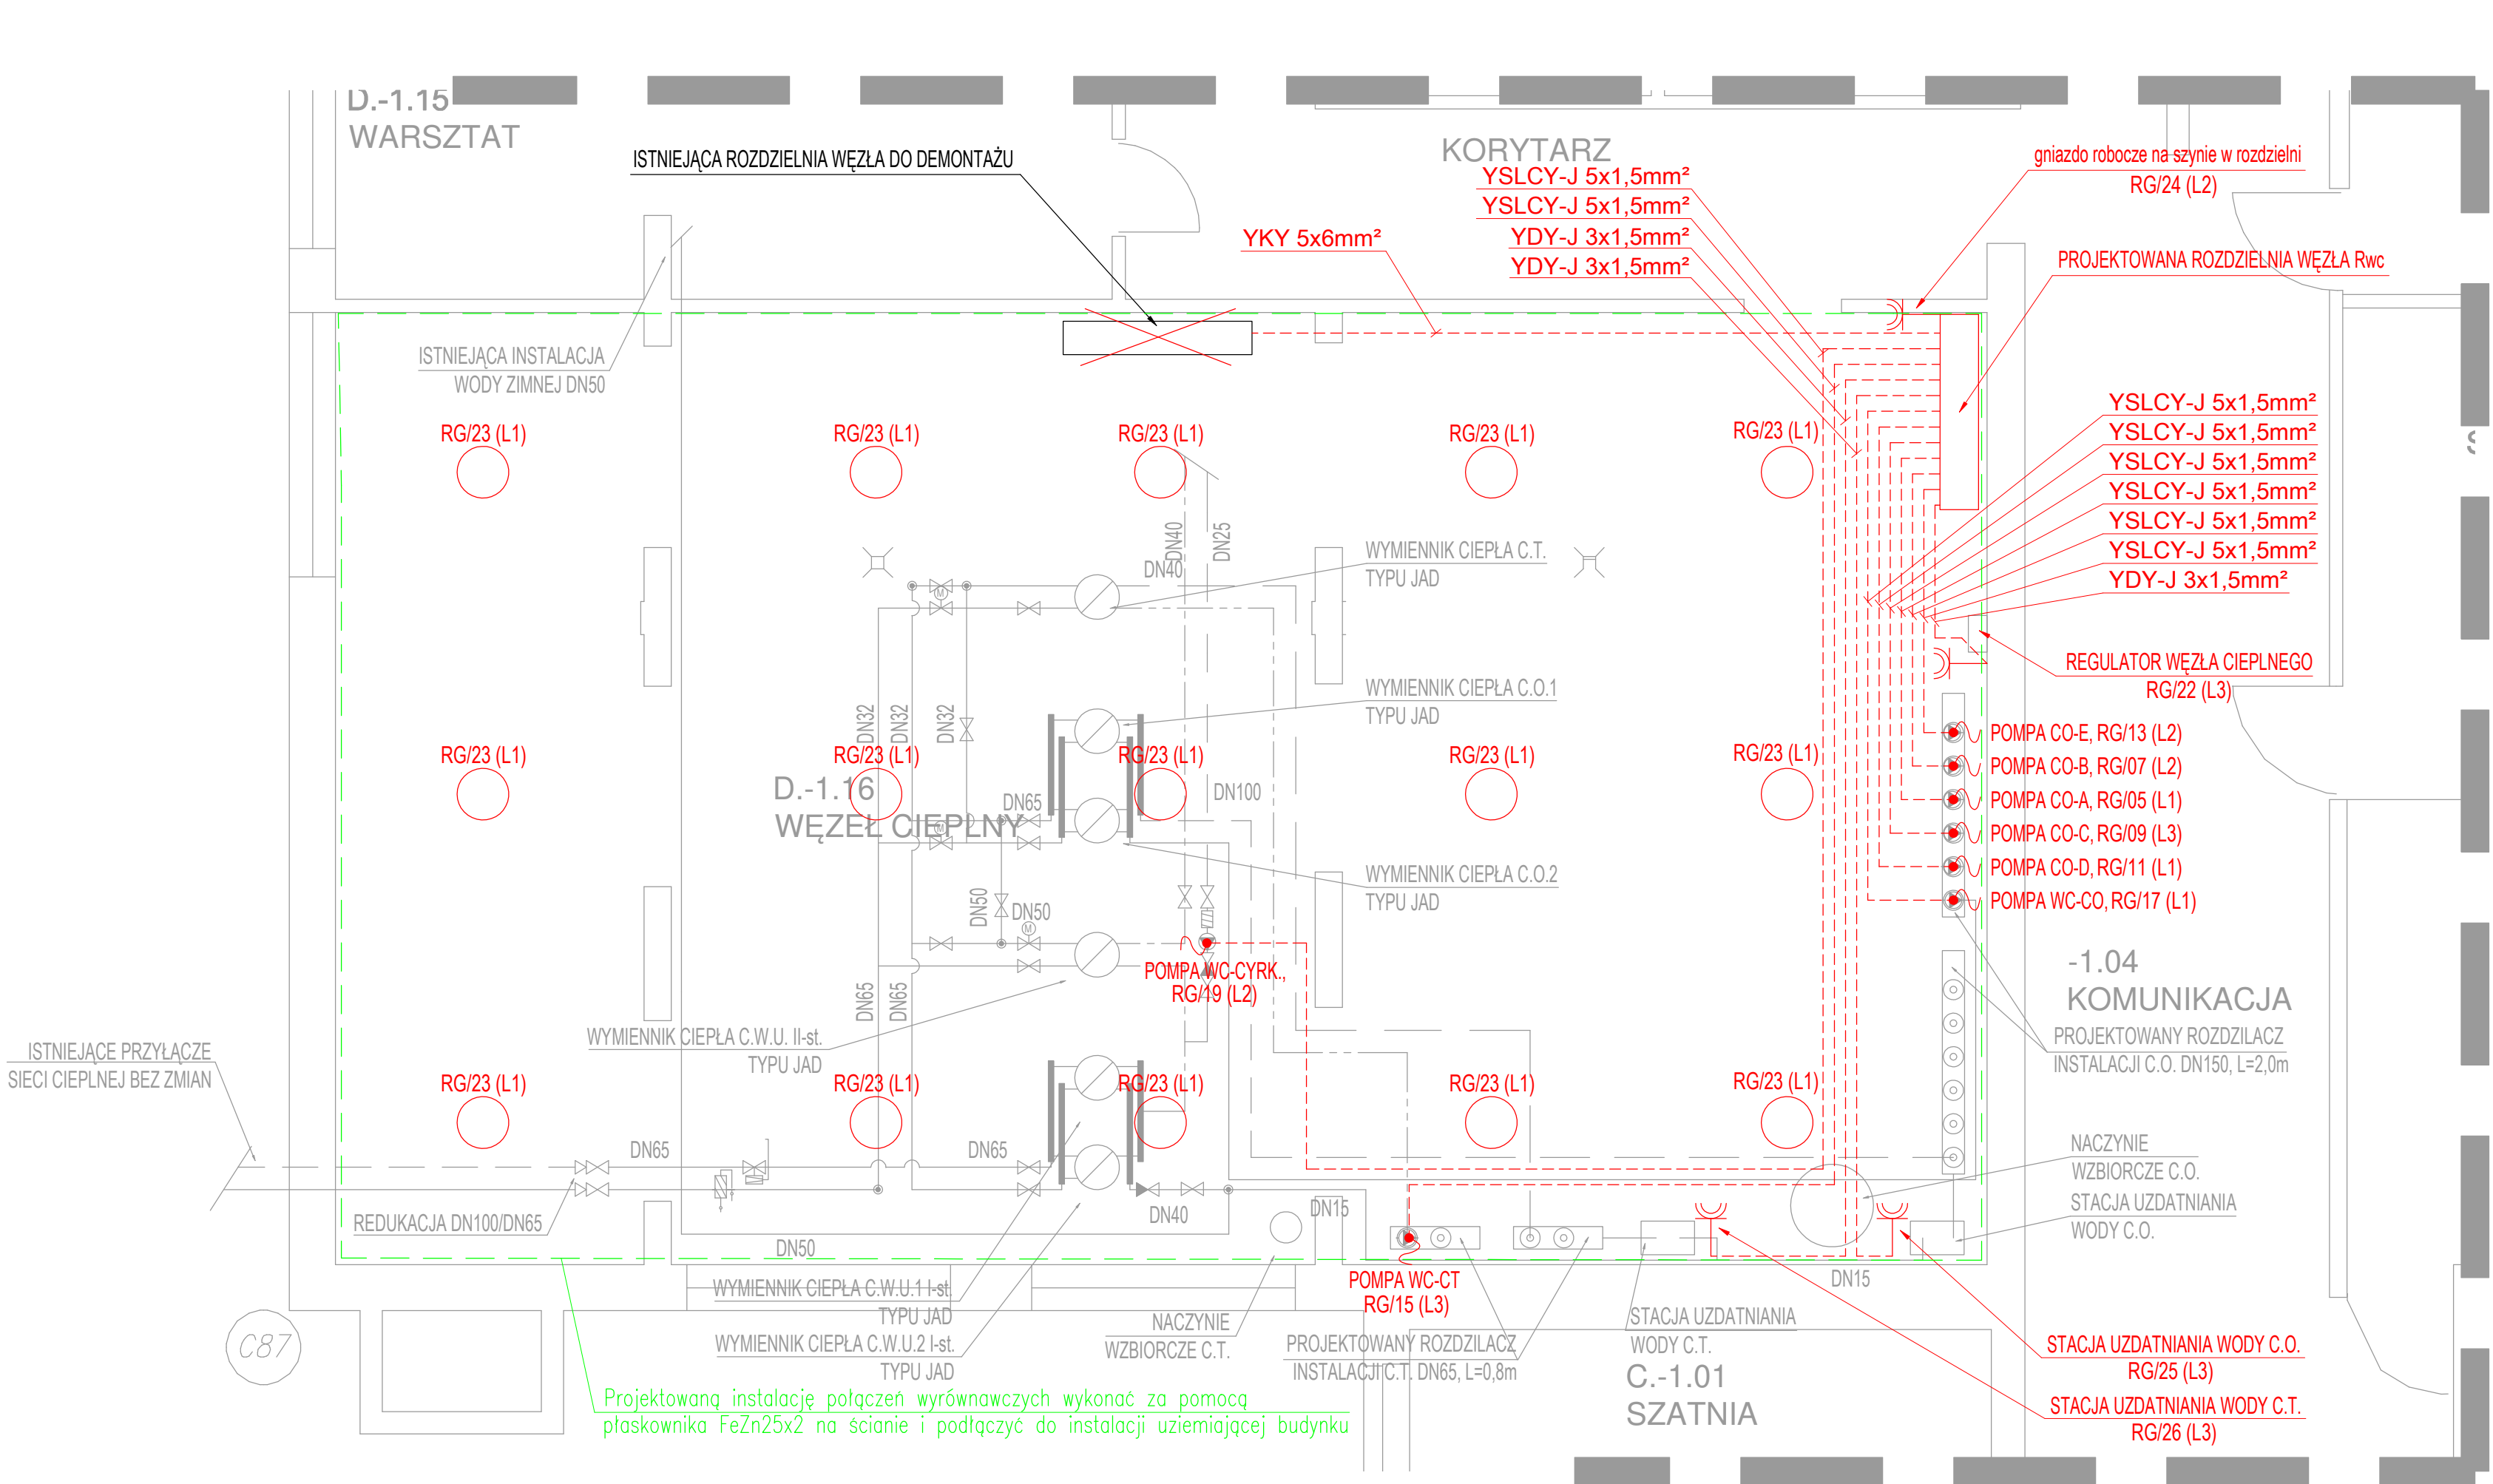 D.-1.15
WARSZTAT
ISTNIEJĄCA ROZDZIELNIA WĘZŁA DO DEMONTAŻU
KORYTARZ
YSLCY-J 5x1,5mm²
YSLCY-J 5x1,5mm²
YDY-J 3x1,5mm²
YDY-J 3x1,5mm²
YKY 5x6mm²
gniazdo robocze na szynie w rozdzielni
RG/24 (L2)
PROJEKTOWANA ROZDZIELNIA WĘZŁA Rwc
ISTNIEJĄCA INSTALACJA
WODY ZIMNEJ DN50
YSLCY-J 5x1,5mm²
YSLCY-J 5x1,5mm²
YSLCY-J 5x1,5mm²
YSLCY-J 5x1,5mm²
YSLCY-J 5x1,5mm²
YSLCY-J 5x1,5mm²
YDY-J 3x1,5mm²
RG/23 (L1)
RG/23 (L1)
RG/23 (L1)
RG/23 (L1)
RG/23 (L1)
DN40
DN25
DN40
WYMIENNIK CIEPŁA C.T.
TYPU JAD
M
REGULATOR WĘZŁA CIEPLNEGO
RG/22 (L3)
WYMIENNIK CIEPŁA C.O.1
TYPU JAD
DN32
DN32
DN32
RG/23 (L1)
RG/23 (L1)
RG/23 (L1)
RG/23 (L1)
RG/23 (L1)
D.-1.16
WĘZEŁ CIEPLNY
M
DN65
DN100
POMPA CO-E, RG/13 (L2)
POMPA CO-B, RG/07 (L2)
POMPA CO-A, RG/05 (L1)
POMPA CO-C, RG/09 (L3)
POMPA CO-D, RG/11 (L1)
POMPA WC-CO, RG/17 (L1)
WYMIENNIK CIEPŁA C.O.2
TYPU JAD
DN50
DN50
M
POMPA WC-CYRK.,
RG/19 (L2)
DN65
DN65
-1.04
KOMUNIKACJA
PROJEKTOWANY ROZDZILACZ
INSTALACJI C.O. DN150, L=2,0m
WYMIENNIK CIEPŁA C.W.U. II-st.
TYPU JAD
ISTNIEJĄCE PRZYŁĄCZE
SIECI CIEPLNEJ BEZ ZMIAN
RG/23 (L1)
RG/23 (L1)
RG/23 (L1)
RG/23 (L1)
RG/23 (L1)
DN65
DN65
NACZYNIE
WZBIORCZE C.O.
STACJA UZDATNIANIA
WODY C.O.
REDUKACJA DN100/DN65
DN40
DN15
DN50
DN15
WYMIENNIK CIEPŁA C.W.U.1 I-st.
TYPU JAD
WYMIENNIK CIEPŁA C.W.U.2 I-st.
TYPU JAD
NACZYNIE
WZBIORCZE C.T.
POMPA WC-CT
RG/15 (L3)
PROJEKTOWANY ROZDZILACZ
INSTALACJI C.T. DN65, L=0,8m
STACJA UZDATNIANIA
WODY C.T.
C.-1.01
SZATNIA
STACJA UZDATNIANIA WODY C.O.
RG/25 (L3)
STACJA UZDATNIANIA WODY C.T.
RG/26 (L3)
C87
Projektowaną instalację połączeń wyrównawczych wykonać za pomocą
płaskownika FeZn25x2 na ścianie i podłączyć do instalacji uziemiającej budynku